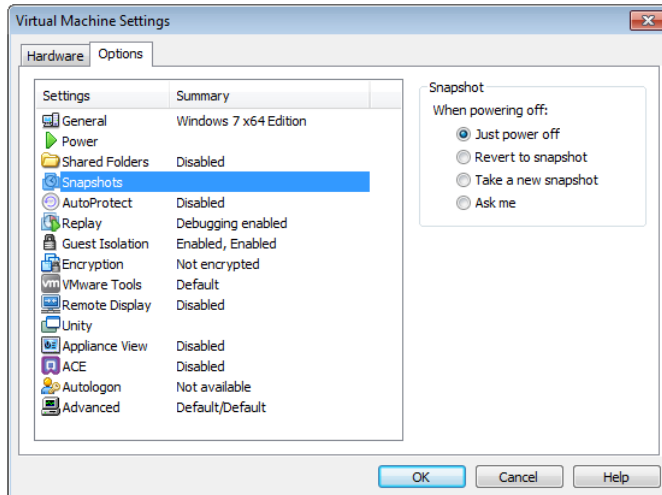 Virtual Machine Settings
Hardware Options
Settings Summary
General Windows 7 x64 Edition
Power
Shared Folders Disabled
Snapshots
AutoProtect Disabled
Replay Debugging enabled
Guest Isolation Enabled, Enabled
Encryption Not encrypted
vm VMware Tools Default
Remote Display Disabled
Unity
Appliance View Disabled
ACE Disabled
Autologon Not available
Advanced Default/Default
Snapshot
When powering off:
Just power off
Revert to snapshot
Take a new snapshot
Ask me
OK Cancel Help